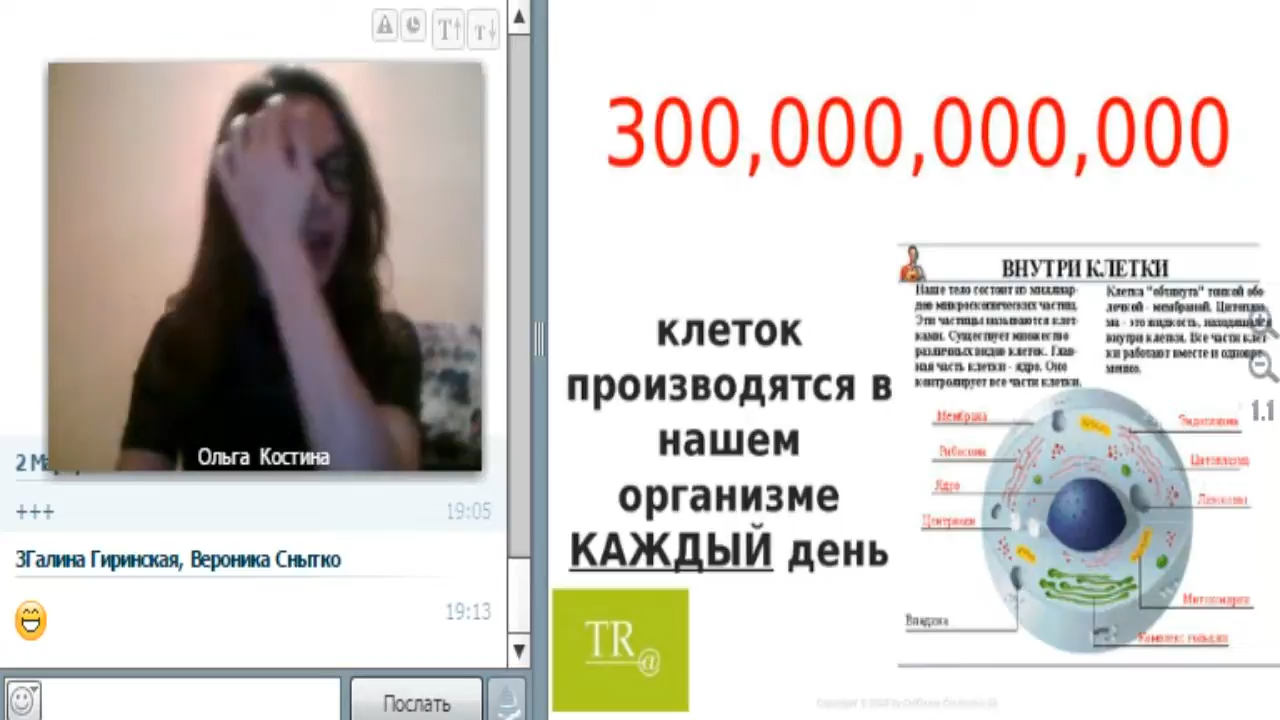 T↑ T↓
Ольга Костина
+++
19:05
3Галина Гиринская, Вероника Снытко
19:13
Послать
300,000,000,000
клеток
производятся в
нашем
организме
КАЖДЫЙ день
TR@
ВНУТРИ КЛЕТКИ
Наше тело состоит из миллиар-
дов микроскопических частиц.
Эти частицы называются клет-
ками. Существует множество
различных видов клеток. Глав-
ная часть клетки - ядро. Оно
контролирует все части клетки.
Клетка "обтянута" тонкой обо-
лочкой - мембраной. Цитоплаз-
ма - это жидкость, находящаяся
внутри клетки. Все части клет-
ки работают вместе и одновре-
менно.
1.1
Мембрана
Рибосомы
Ядро
Центриоли
Цитоплазма
Лизосомы
Митохондрия